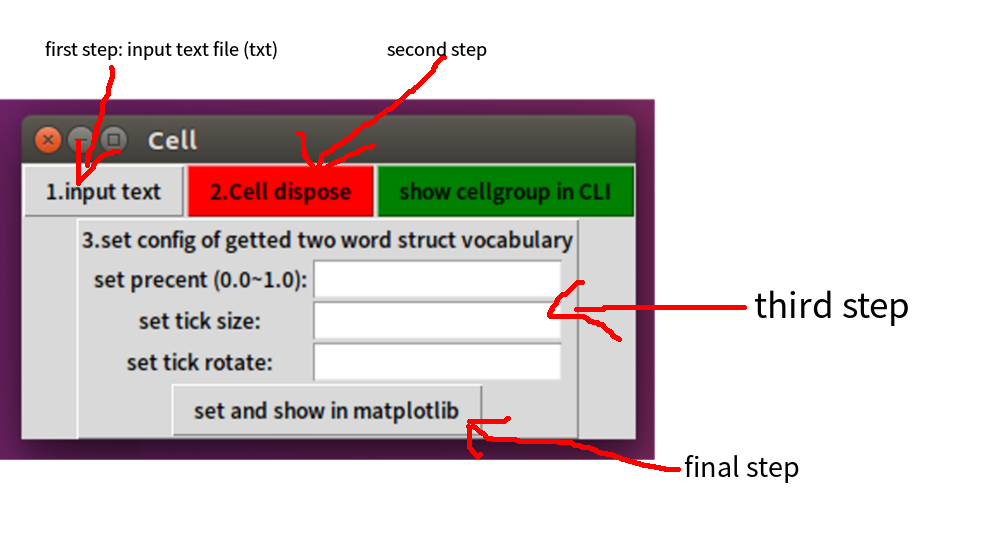 first step: input text file (txt)
second step
Cell
1.input text
2.Cell dispose
show cellgroup in CLI
3.set config of getted two word struct vocabulary
set precent (0.0~1.0):
set tick size:
third step
set tick rotate:
set and show in matplotlib
final step